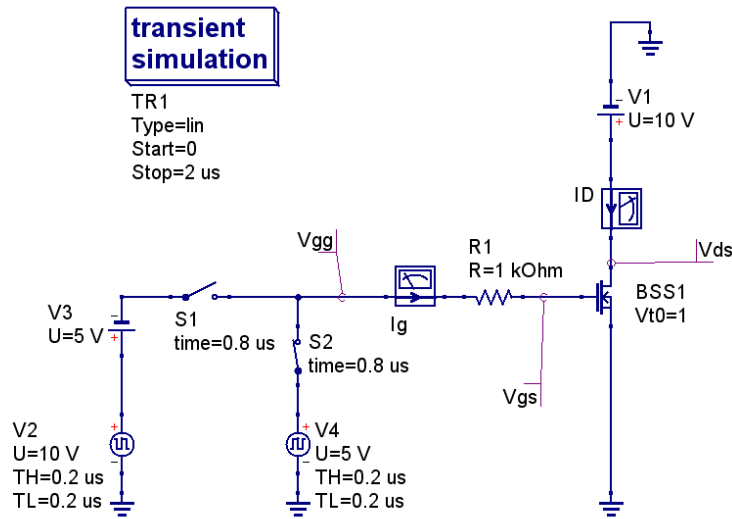 transient
simulation
TR1
Type=lin
Start=0
Stop=2 us
V1
U=10 V
ID
Vds
BSS1
Vt0=1
Vgg
R1
R=1 kOhm
Ig
Vgs
V3
U=5 V
S1
time=0.8 us
S2
time=0.8 us
V2
U=10 V
TH=0.2 us
TL=0.2 us
V4
U=5 V
TH=0.2 us
TL=0.2 us